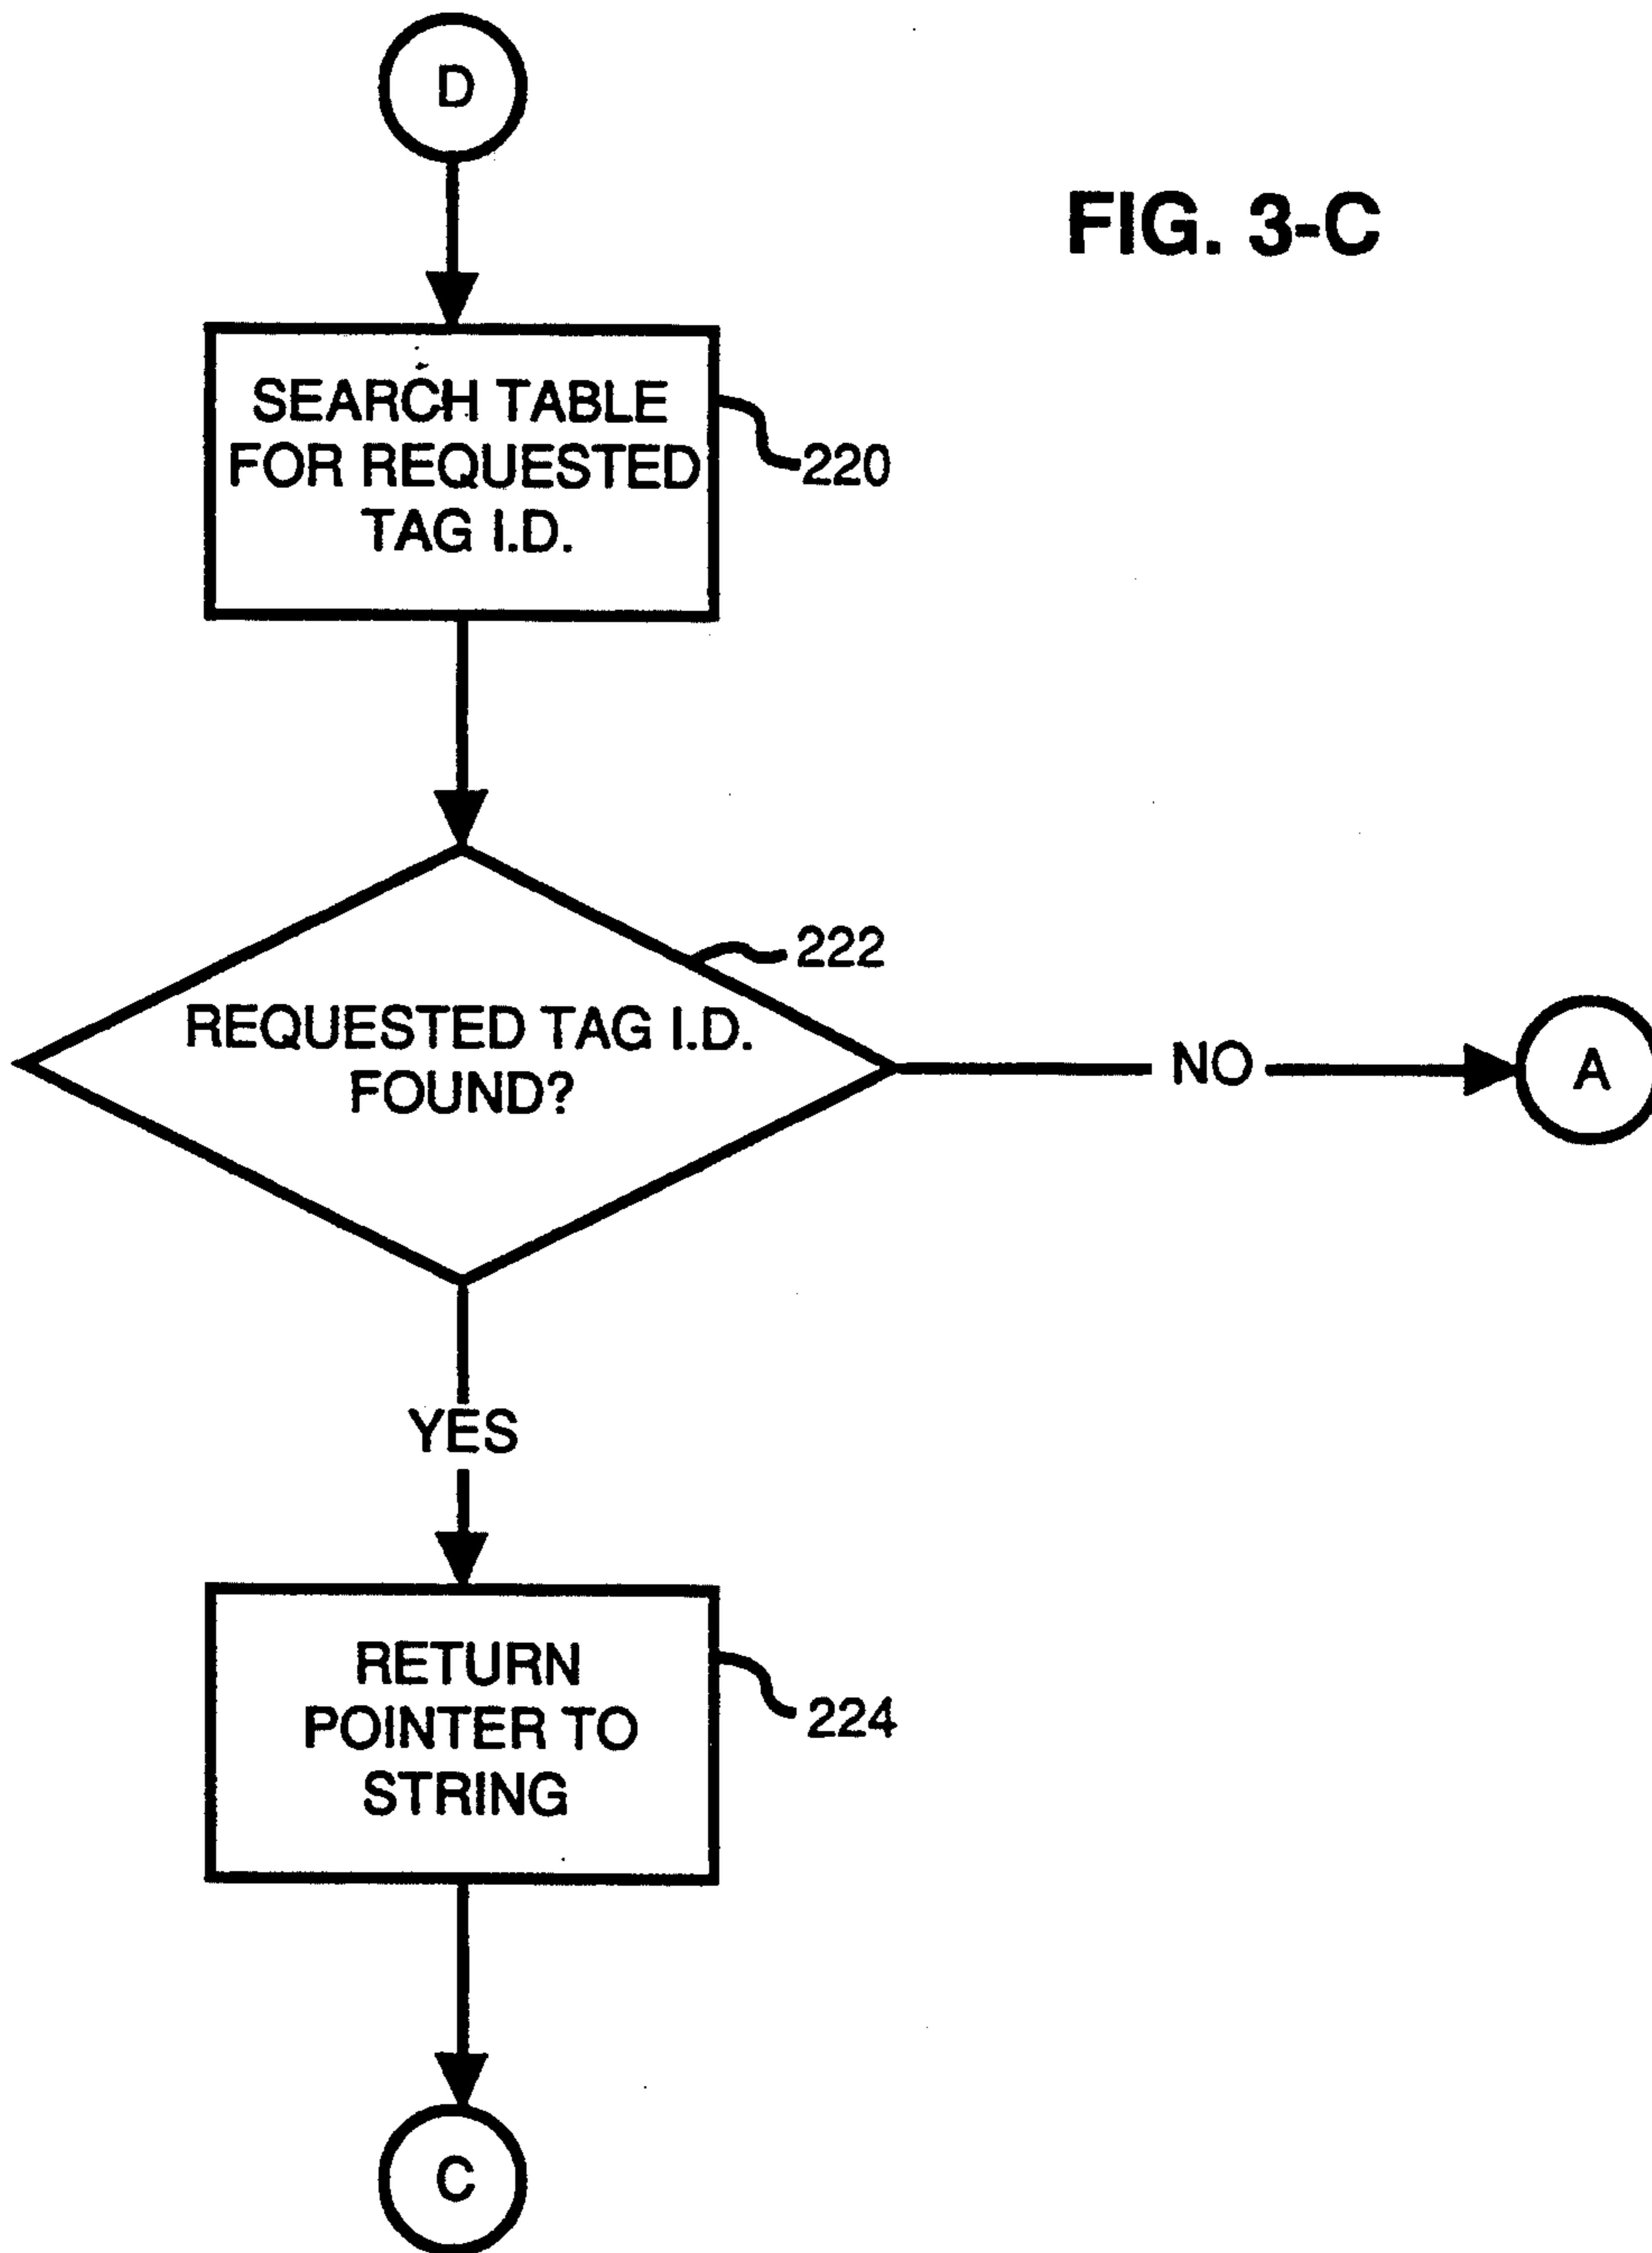 D
FIG. 3-C
SEARCH TABLE
FOR REQUESTED
TAG I.D.
220
222
REQUESTED TAG I.D.
FOUND?
NO
A
YES
RETURN
POINTER TO
STRING
224
C